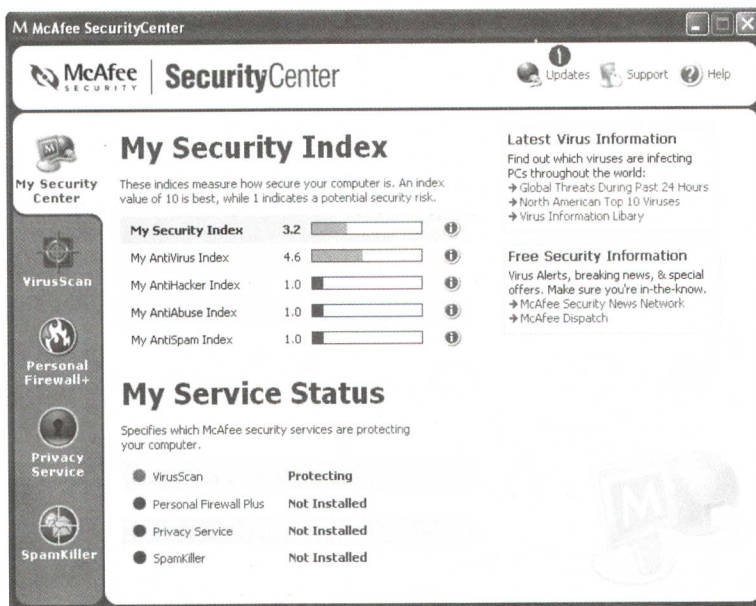 M McAfee SecurityCenter
McAfee SECURITY | SecurityCenter
1
Updates
Support
? Help
My Security Center
VirusScan
Personal Firewall+
Privacy Service
SpamKiller
My Security Index
These indices measure how secure your computer is. An index
value of 10 is best, while 1 indicates a potential security risk.
My Security Index 3.2
My AntiVirus Index 4.6
My AntiHacker Index 1.0
My AntiAbuse Index 1.0
My AntiSpam Index 1.0
My Service Status
Specifies which McAfee security services are protecting
your computer.
VirusScan Protecting
Personal Firewall Plus Not Installed
Privacy Service Not Installed
SpamKiller Not Installed
Latest Virus Information
Find out which viruses are infecting
PCs throughout the world:
→ Global Threats During Past 24 Hours
→ North American Top 10 Viruses
→ Virus Information Libary
Free Security Information
Virus Alerts, breaking news, & special
offers. Make sure you're in-the-know.
→ McAfee Security News Network
→ McAfee Dispatch